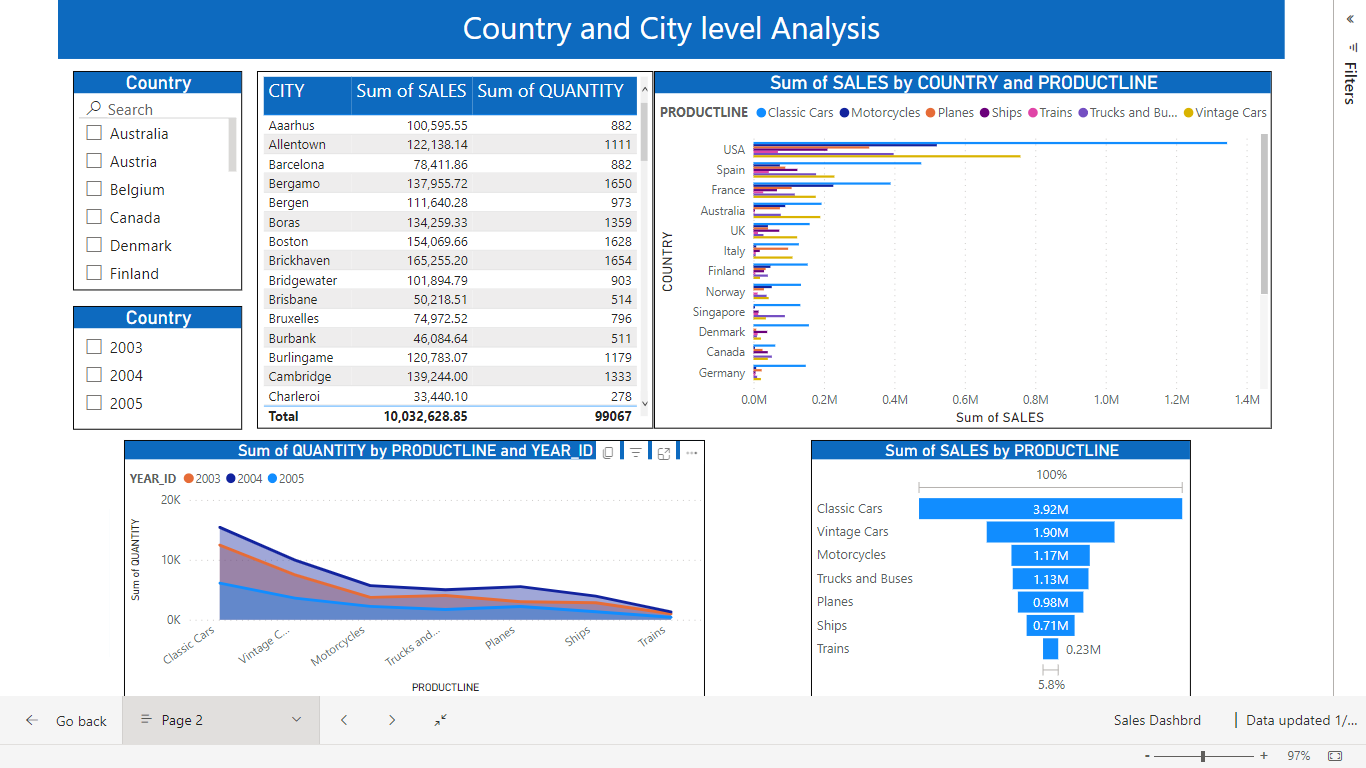 Country and City level Analysis
Filters
Country
Search
Australia
Austria
Belgium
Canada
Denmark
Finland
Country
2003
2004
2005
CITY Sum of SALES Sum of QUANTITY
Aaarhus 100,595.55 882
Allentown 122,138.14 1111
Barcelona 78,411.86 882
Bergamo 137,955.72 1650
Bergen 111,640.28 973
Boras 134,259.33 1359
Boston 154,069.66 1628
Brickhaven 165,255.20 1654
Bridgewater 101,894.79 903
Brisbane 50,218.51 514
Bruxelles 74,972.52 796
Burbank 46,084.64 511
Burlingame 120,783.07 1179
Cambridge 139,244.00 1333
Charleroi 33,440.10 278
Total 10,032,628.85 99067
Sum of SALES by COUNTRY and PRODUCTLINE
PRODUCTLINE Classic Cars Motorcycles Planes Ships Trains Trucks and Bu... Vintage Cars
COUNTRY
USA
Spain
France
Australia
UK
Italy
Finland
Norway
Singapore
Denmark
Canada
Germany
0.0M 0.2M 0.4M 0.6M 0.8M 1.0M 1.2M 1.4M
Sum of SALES
Sum of QUANTITY by PRODUCTLINE and YEAR_ID
YEAR_ID 2003 2004 2005
Sum of QUANTITY
20K
10K
0K
Classic Cars Vintage C... Motorcycles Trucks and... Planes Ships Trains
PRODUCTLINE
Sum of SALES by PRODUCTLINE
100%
Classic Cars 3.92M
Vintage Cars 1.90M
Motorcycles 1.17M
Trucks and Buses 1.13M
Planes 0.98M
Ships 0.71M
Trains 0.23M
5.8%
Go back Page 2 Sales Dashbrd Data updated 1/...
- + 97%